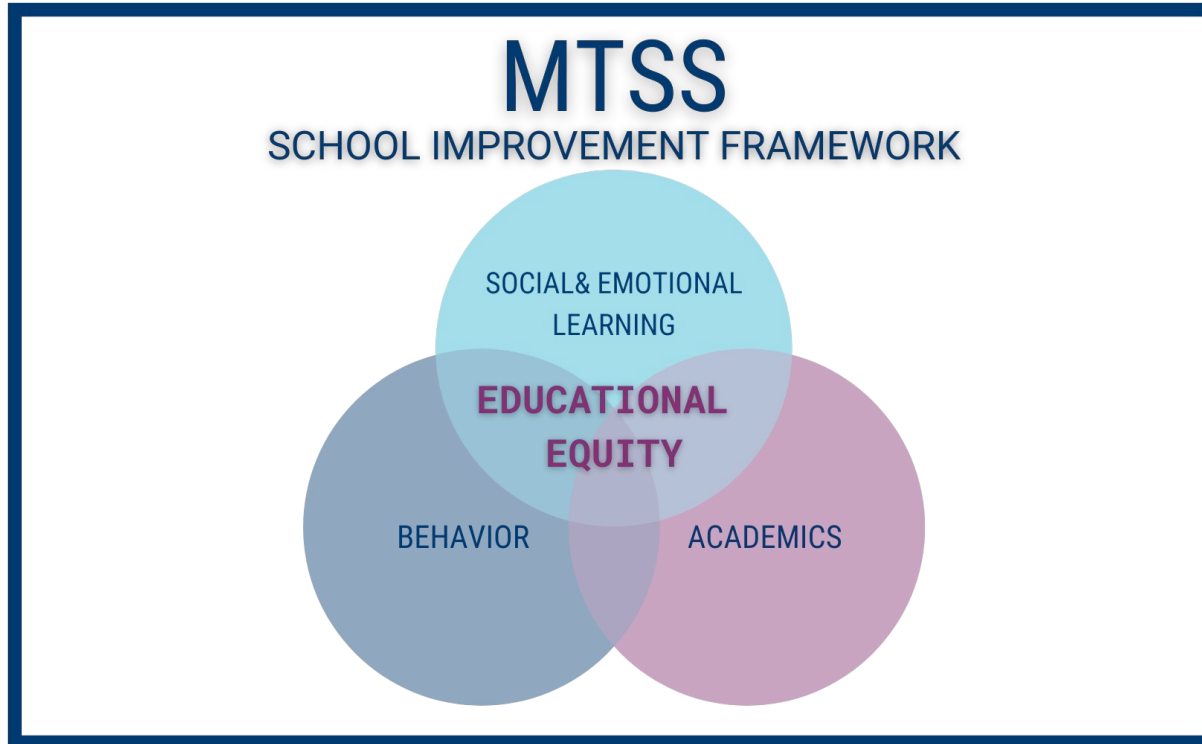 MTSS
SCHOOL IMPROVEMENT FRAMEWORK
SOCIAL& EMOTIONAL
LEARNING
EDUCATIONAL
EQUITY
BEHAVIOR
ACADEMICS